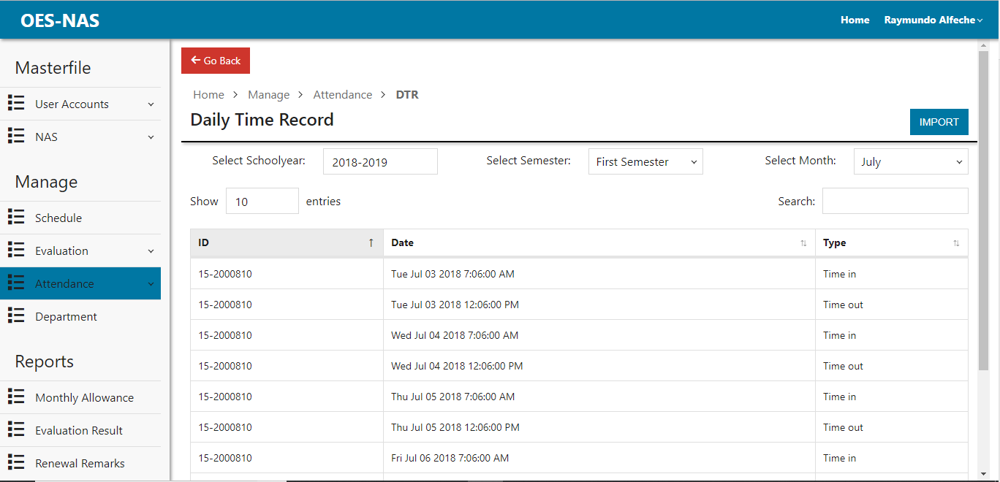 OES-NAS
Home
Raymundo Alfeche
Masterfile
User Accounts
NAS
Manage
Schedule
Evaluation
Attendance
Department
Reports
Monthly Allowance
Evaluation Result
Renewal Remarks
Go Back
Home > Manage > Attendance > DTR
Daily Time Record
IMPORT
Select Schoolyear: 2018-2019 Select Semester: First Semester Select Month: July
Show 10 entries Search:
ID Date Type
15-2000810 Tue Jul 03 2018 7:06:00 AM Time in
15-2000810 Tue Jul 03 2018 12:06:00 PM Time out
15-2000810 Wed Jul 04 2018 7:06:00 AM Time in
15-2000810 Wed Jul 04 2018 12:06:00 PM Time out
15-2000810 Thu Jul 05 2018 7:06:00 AM Time in
15-2000810 Thu Jul 05 2018 12:06:00 PM Time out
15-2000810 Fri Jul 06 2018 7:06:00 AM Time in